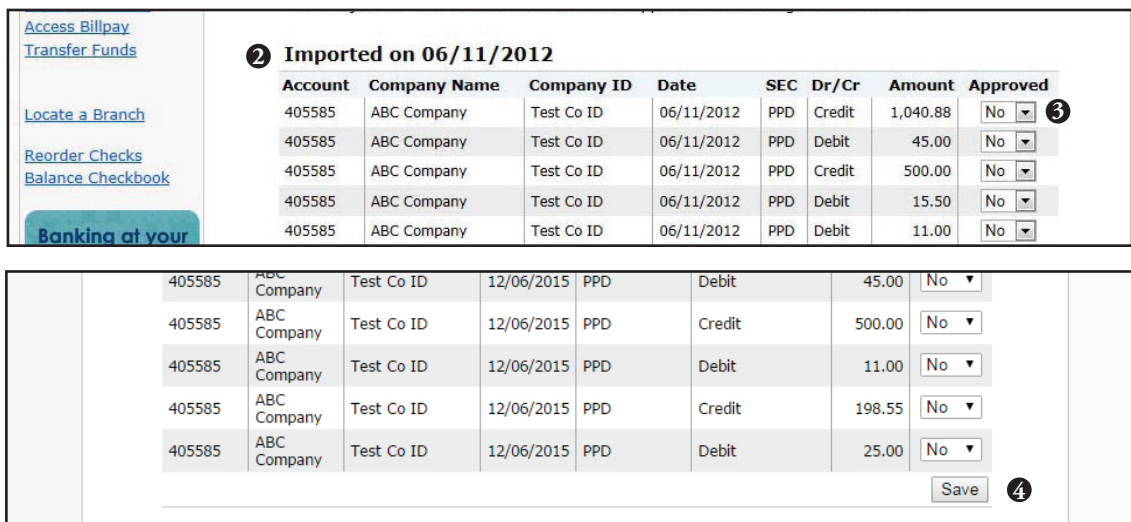 Access Billpay
Transfer Funds
❷ Imported on 06/11/2012
Account Company Name Company ID Date SEC Dr/Cr Amount Approved
Locate a Branch
405585 ABC Company Test Co ID 06/11/2012 PPD Credit 1,040.88 No ❸
405585 ABC Company Test Co ID 06/11/2012 PPD Debit 45.00 No
Reorder Checks
405585 ABC Company Test Co ID 06/11/2012 PPD Credit 500.00 No
Balance Checkbook
405585 ABC Company Test Co ID 06/11/2012 PPD Debit 15.50 No
405585 ABC Company Test Co ID 06/11/2012 PPD Debit 11.00 No
Banking at your
405585 ABC Company Test Co ID 12/06/2015 PPD Debit 45.00 No
405585 ABC Company Test Co ID 12/06/2015 PPD Credit 500.00 No
405585 ABC Company Test Co ID 12/06/2015 PPD Debit 11.00 No
405585 ABC Company Test Co ID 12/06/2015 PPD Credit 198.55 No
405585 ABC Company Test Co ID 12/06/2015 PPD Debit 25.00 No
Save ❹